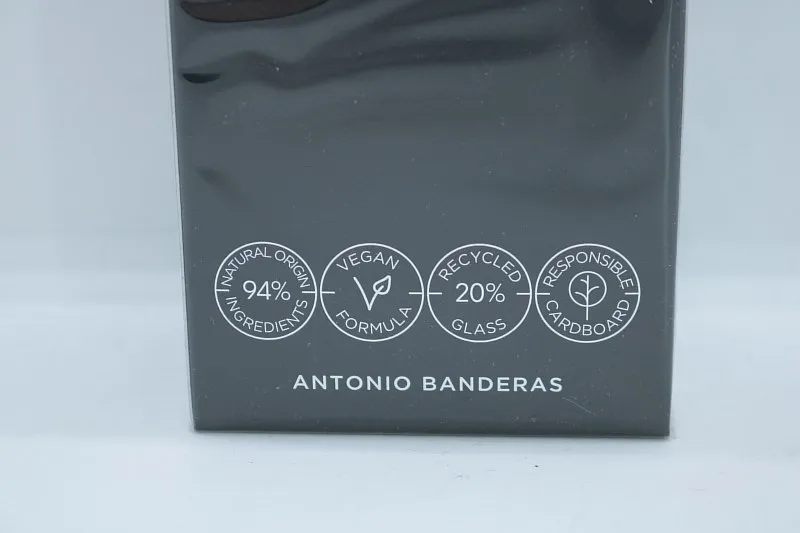 NATURAL ORIGIN
94%
INGREDIENTS
VEGAN
FORMULA
RECYCLED
20%
GLASS
RESPONSIBLE
CARDBOARD
ANTONIO BANDERAS